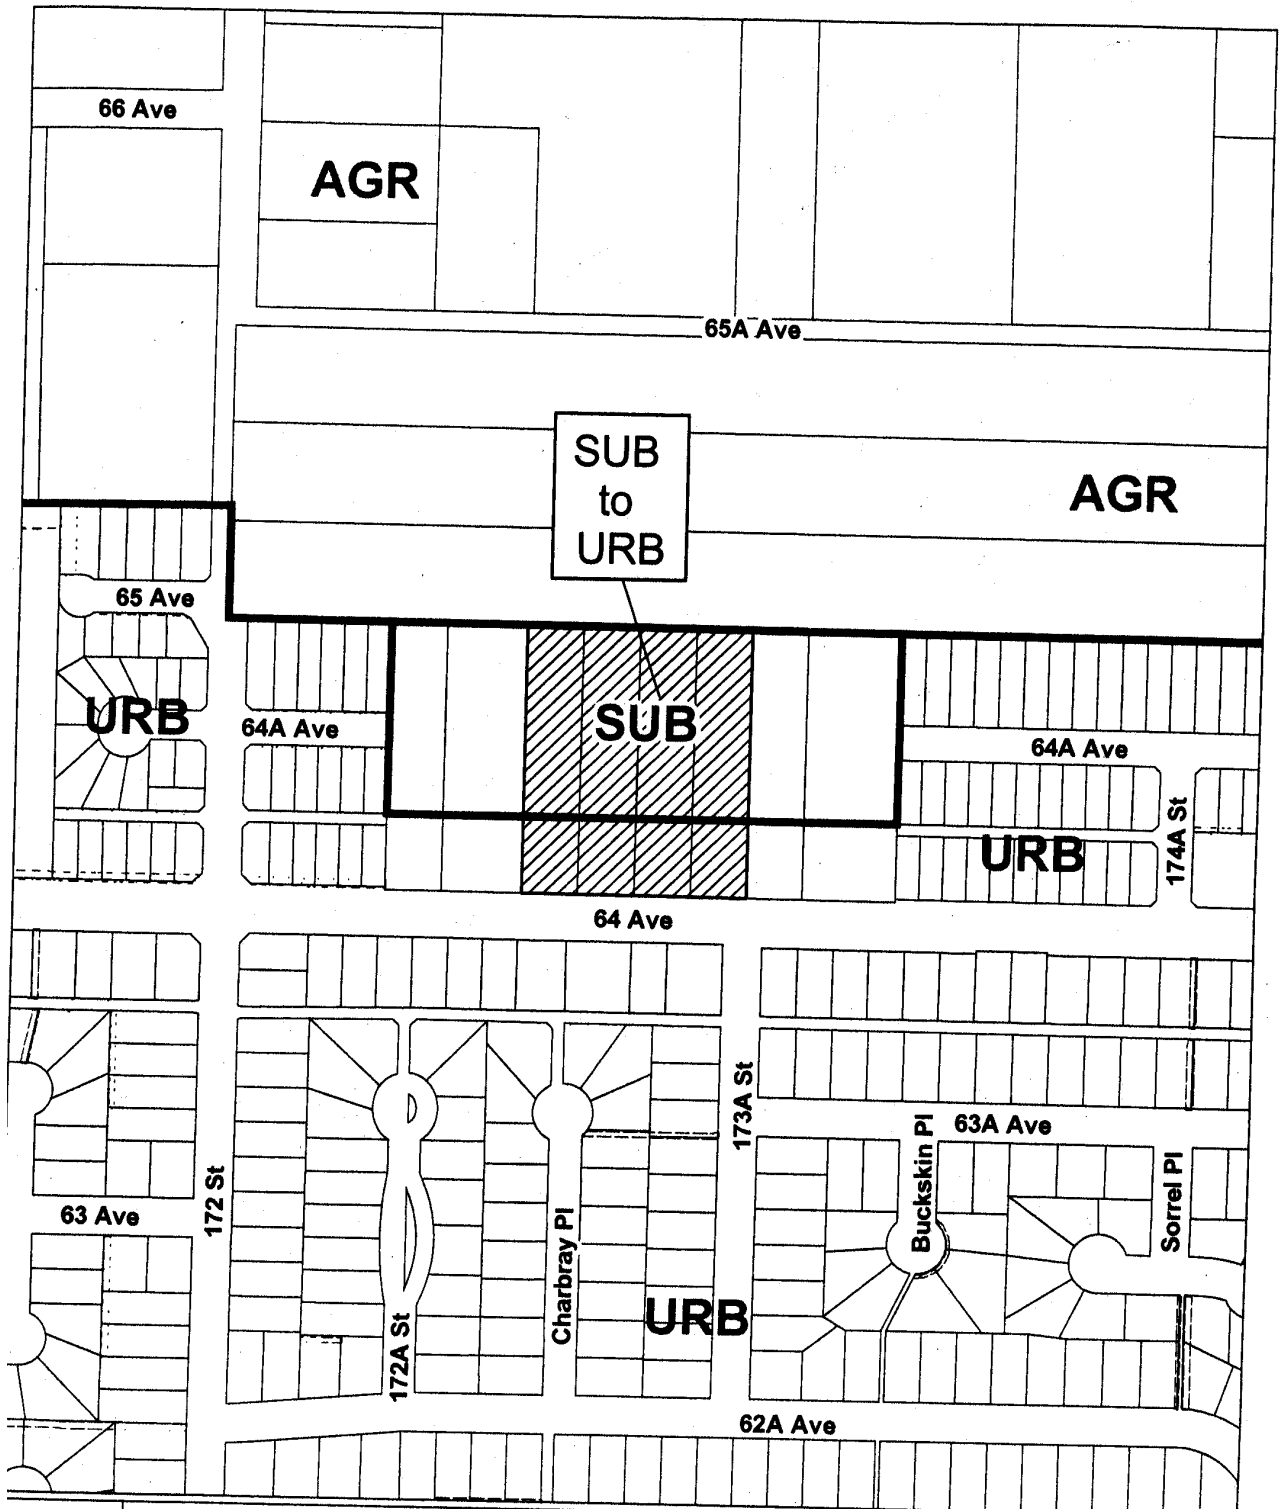 66 Ave
AGR
65A Ave
SUB
to
URB
AGR
65 Ave
URB
64A Ave
SUB
64A Ave
174A St
URB
64 Ave
173A St
63A Ave
Buckskin Pl
Sorrel Pl
172 St
63 Ave
Charbray Pl
URB
172A St
62A Ave